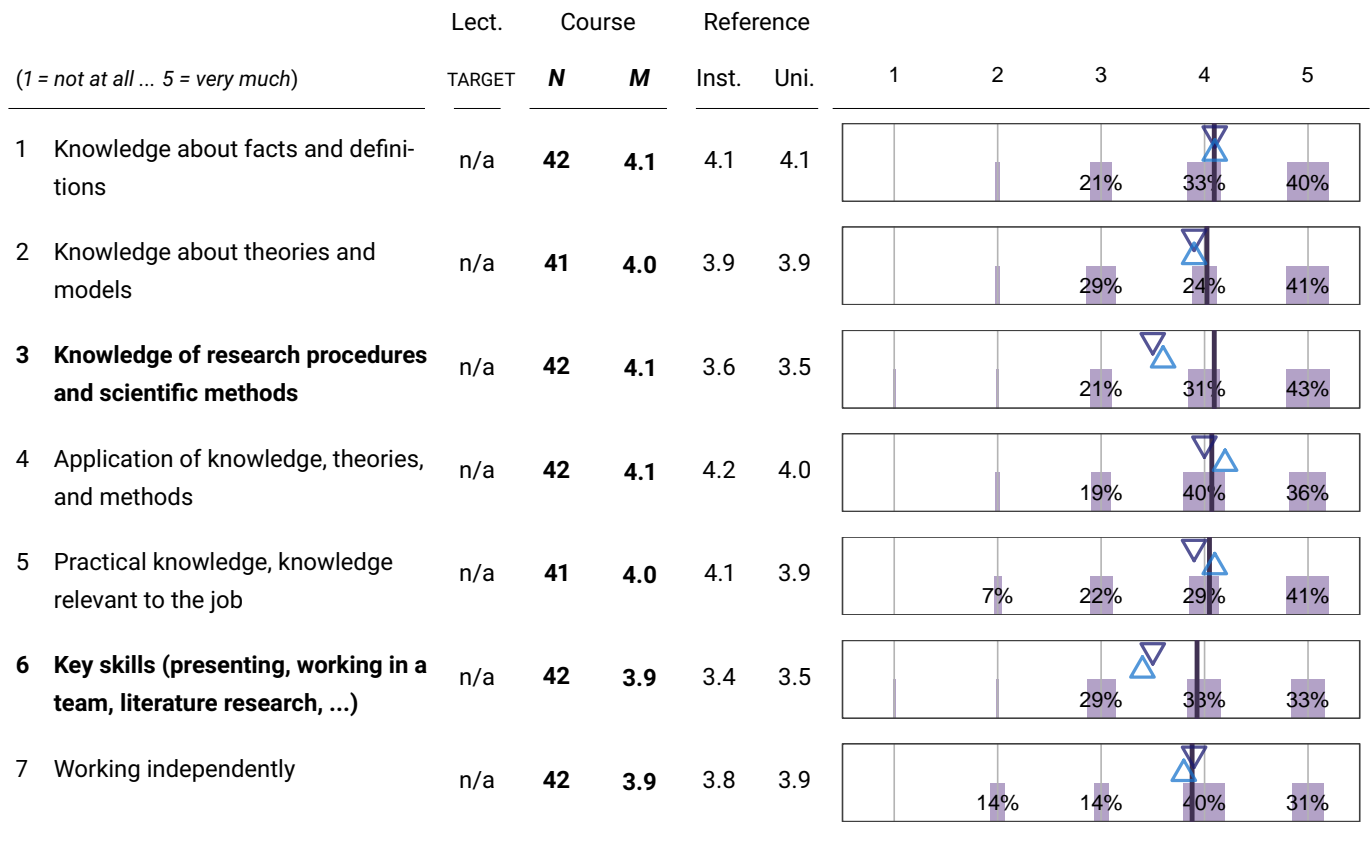 Lect. Course Reference
(1 = not at all ... 5 = very much) TARGET N M Inst. Uni. 1 2 3 4 5
1 Knowledge about facts and defini- n/a 42 4.1 4.1 4.1
tions 21% 33% 40%
2 Knowledge about theories and n/a 41 4.0 3.9 3.9
models 29% 24% 41%
3 Knowledge of research procedures n/a 42 4.1 3.6 3.5
and scientific methods 21% 31% 43%
4 Application of knowledge, theories, n/a 42 4.1 4.2 4.0
and methods 19% 40% 36%
5 Practical knowledge, knowledge n/a 41 4.0 4.1 3.9
relevant to the job 7% 22% 29% 41%
6 Key skills (presenting, working in a n/a 42 3.9 3.4 3.5
team, literature research, ...) 29% 33% 33%
7 Working independently n/a 42 3.9 3.8 3.9
14% 14% 40% 31%